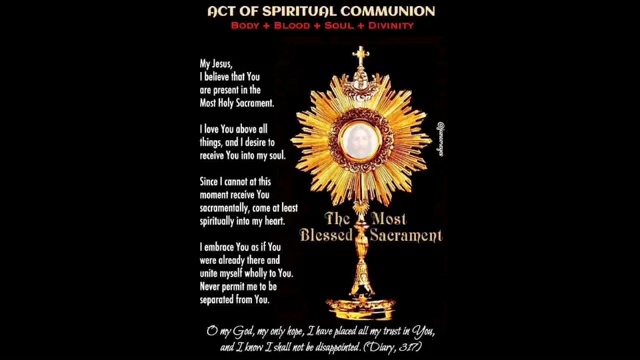 ACT OF SPIRITUAL COMMUNION
BODY + BLOOD + SOUL + DIVINITY
My Jesus,
I believe that You
are present in the
Most Holy Sacrament.
I love You above all
things, and I desire to
receive You into my soul.
Since I cannot at this
moment receive You
sacramentally, come at least
spiritually into my heart.
I embrace You as if You
were already there and
unite myself wholly to You.
Never permit me to be
separated from You.
The Most
Blessed Sacrament
O my God, my only hope, I have placed all my trust in You,
and I know I shall not be disappointed. (Diary, 317)